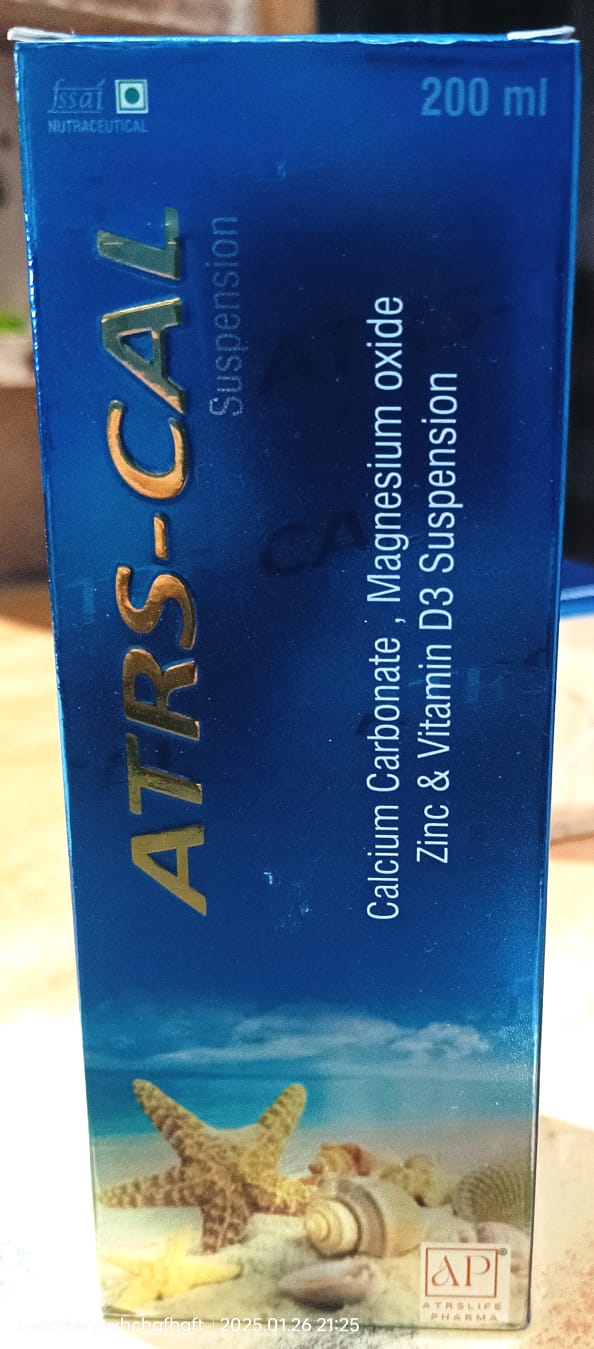 fssai
NUTRACEUTICAL
200 ml
ATRS-CAL
Suspension
Calcium Carbonate , Magnesium oxide
Zinc & Vitamin D3 Suspension
AP®
ATRSLIFE
PHARMA
2025.01.26 21:25